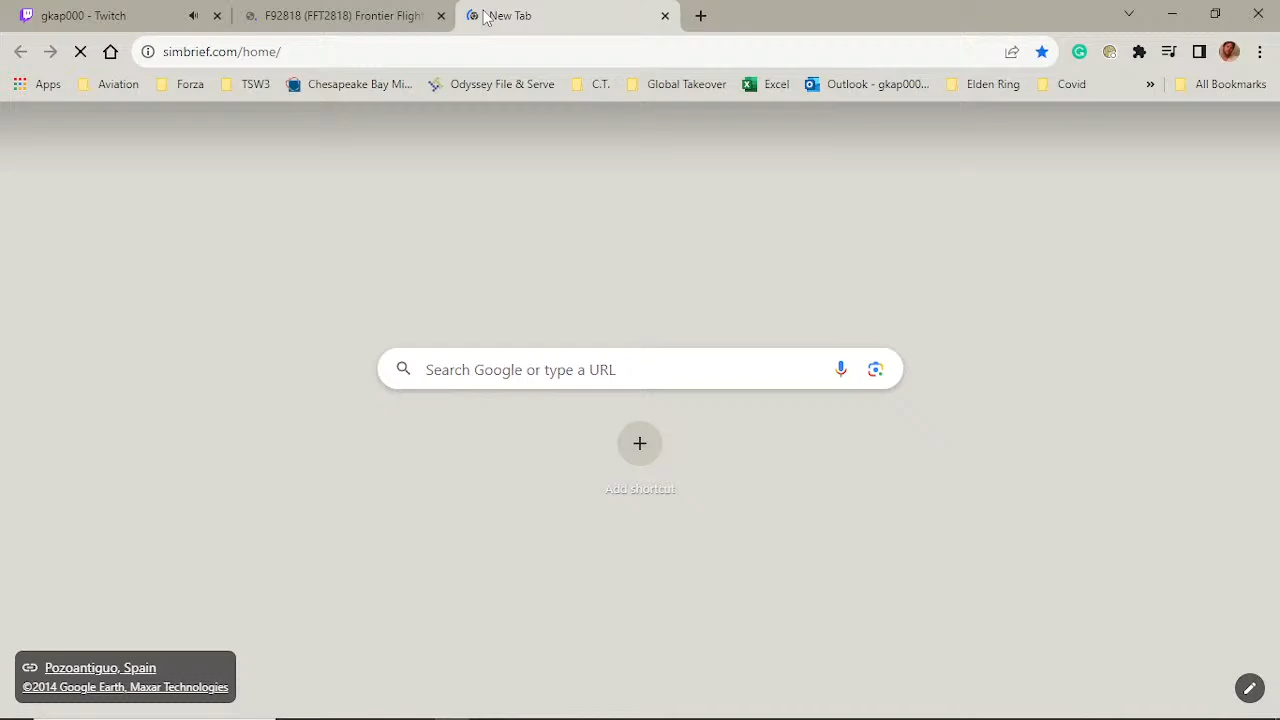 gkap000 - Twitch
F92818 (FFT2818) Frontier Flight
New Tab
simbrief.com/home/
Apps
Aviation
Forza
TSW3
Chesapeake Bay Mi...
Odyssey File & Serve
C.T.
Global Takeover
Excel
Outlook - gkap000...
Elden Ring
Covid
»
All Bookmarks
Search Google or type a URL
Add shortcut
Pozoantiguo, Spain
©2014 Google Earth, Maxar Technologies